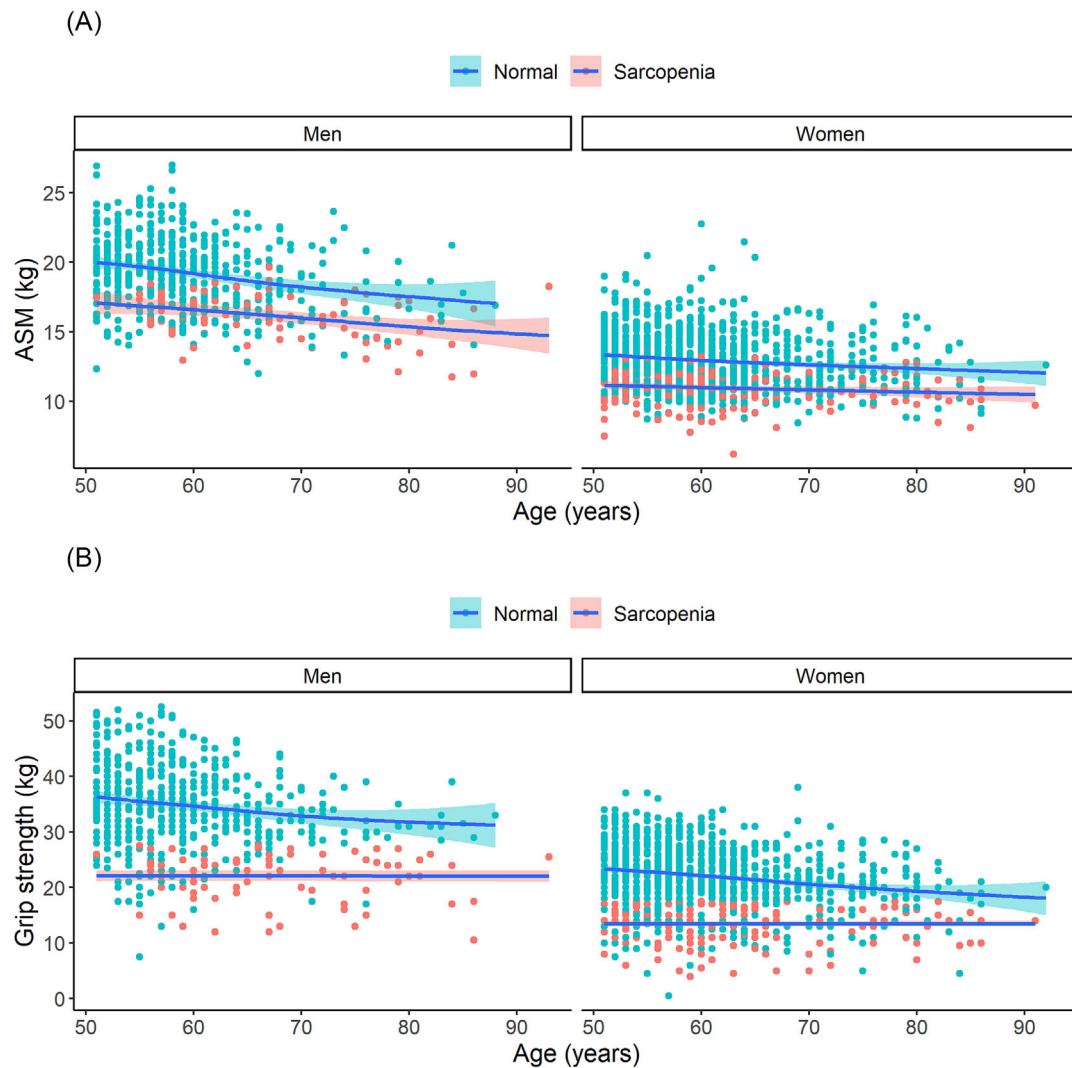 (A)
Normal Sarcopenia
Men Women
25
20
15
10
ASM (kg)
50 60 70 80 90 50 60 70 80 90
Age (years)
(B)
Normal Sarcopenia
Men Women
50
40
30
20
10
0
Grip strength (kg)
50 60 70 80 90 50 60 70 80 90
Age (years)